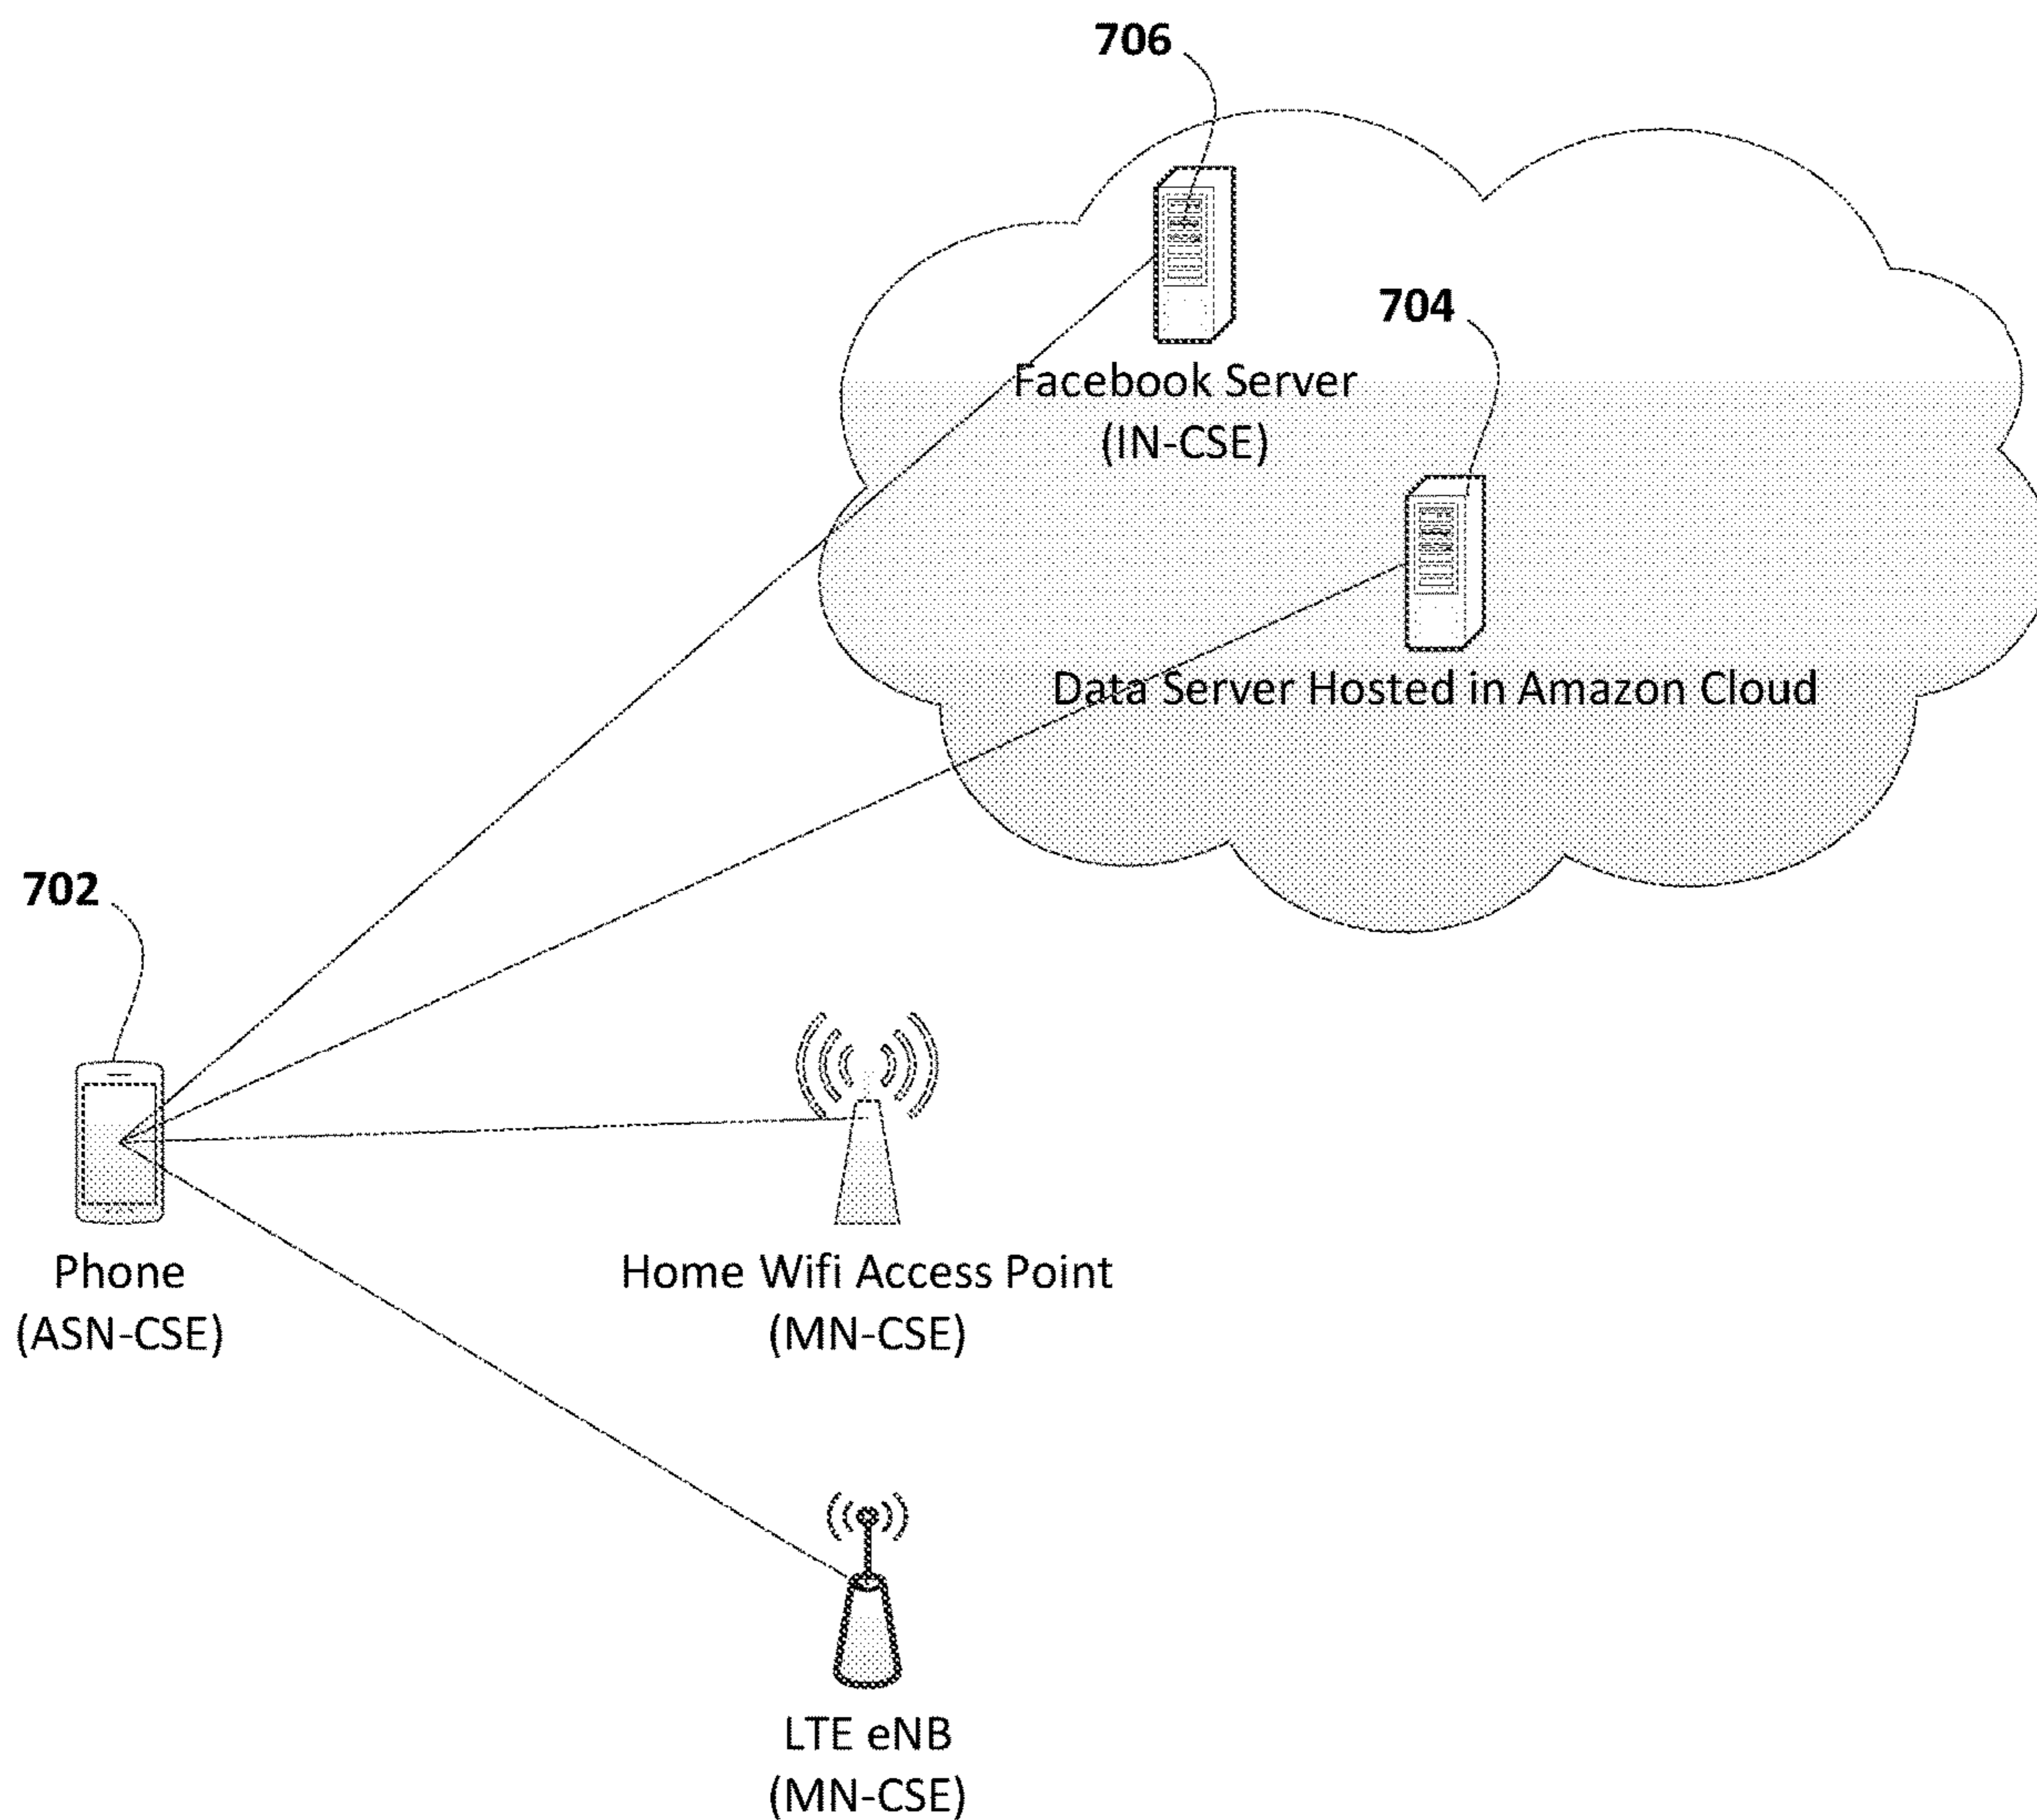 706
704
Facebook Server
(IN-CSE)
Data Server Hosted in Amazon Cloud
702
Phone
(ASN-CSE)
Home Wifi Access Point
(MN-CSE)
LTE eNB
(MN-CSE)